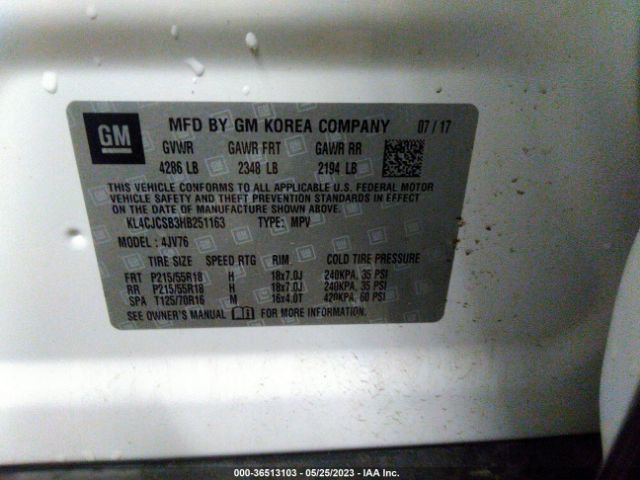 GM
MFD BY GM KOREA COMPANY 07/17
GVWR GAWR FRT GAWR RR
4286 LB 2348 LB 2194 LB
THIS VEHICLE CONFORMS TO ALL APPLICABLE U.S. FEDERAL MOTOR
VEHICLE SAFETY AND THEFT PREVENTION STANDARDS IN EFFECT
ON THE DATE OF MANUFACTURE SHOWN ABOVE.
KL4CJCSB3HB251163 TYPE: MPV
MODEL : 4JV76
TIRE SIZE SPEED RTG RIM COLD TIRE PRESSURE
FRT P215/55R18 H 18x7.0J 240KPA, 35 PSI
RR P215/55R18 H 18x7.0J 240KPA, 35 PSI
SPA T125/70R16 M 16x4.0T 420KPA, 60 PSI
SEE OWNER'S MANUAL FOR MORE INFORMATION.
000-36513103 - 05/25/2023 - IAA Inc.